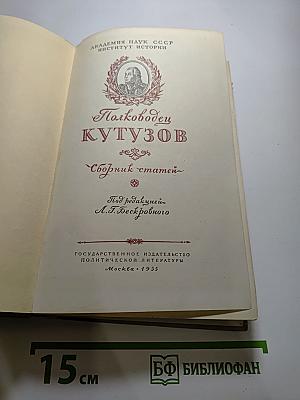 АКАДЕМИЯ НАУК СССР
ИНСТИТУТ ИСТОРИИ
Полководец
КУТУЗОВ
Сборник статей
Под редакцией
Л.Г. Бескровного
ГОСУДАРСТВЕННОЕ ИЗДАТЕЛЬСТВО
ПОЛИТИЧЕСКОЙ ЛИТЕРАТУРЫ
Москва • 1955
15 см
БФ БИБЛИОФАН